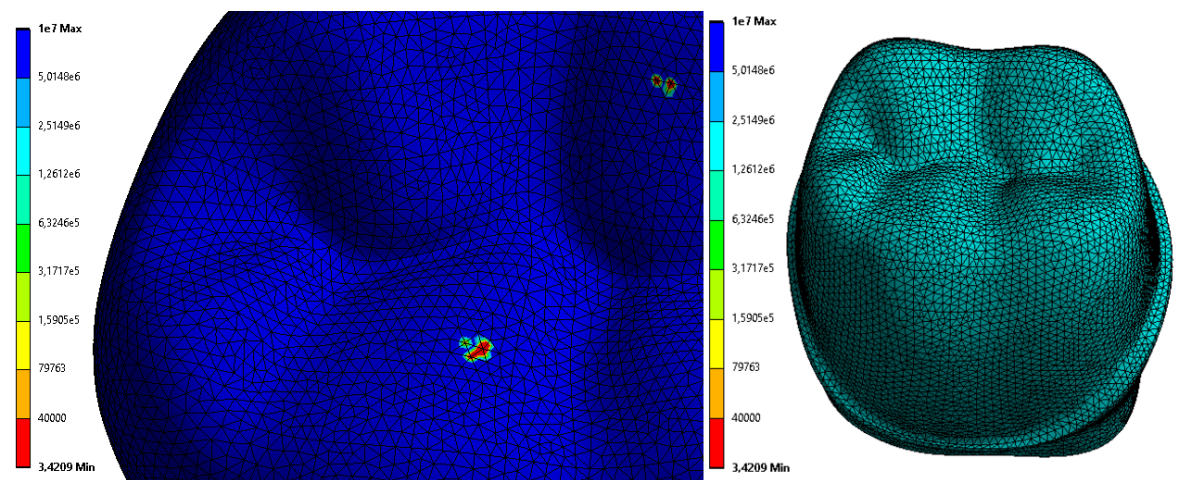 1e7 Max
5,0148e6
2,5149e6
1,2612e6
6,3246e5
3,1717e5
1,5905e5
79763
40000
3,4209 Min
1e7 Max
5,0148e6
2,5149e6
1,2612e6
6,3246e5
3,1717e5
1,5905e5
79763
40000
3,4209 Min